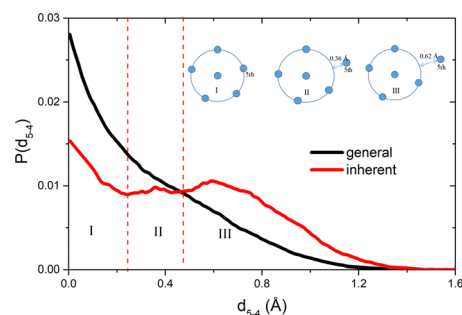 0.03
0.02
0.01
0.00
P(d5-4)
5th
I
0.36 Å
5th
II
0.62 Å
5th
III
general
inherent
I
II
III
0.0
0.4
0.8
1.2
1.6
d5-4 (Å)